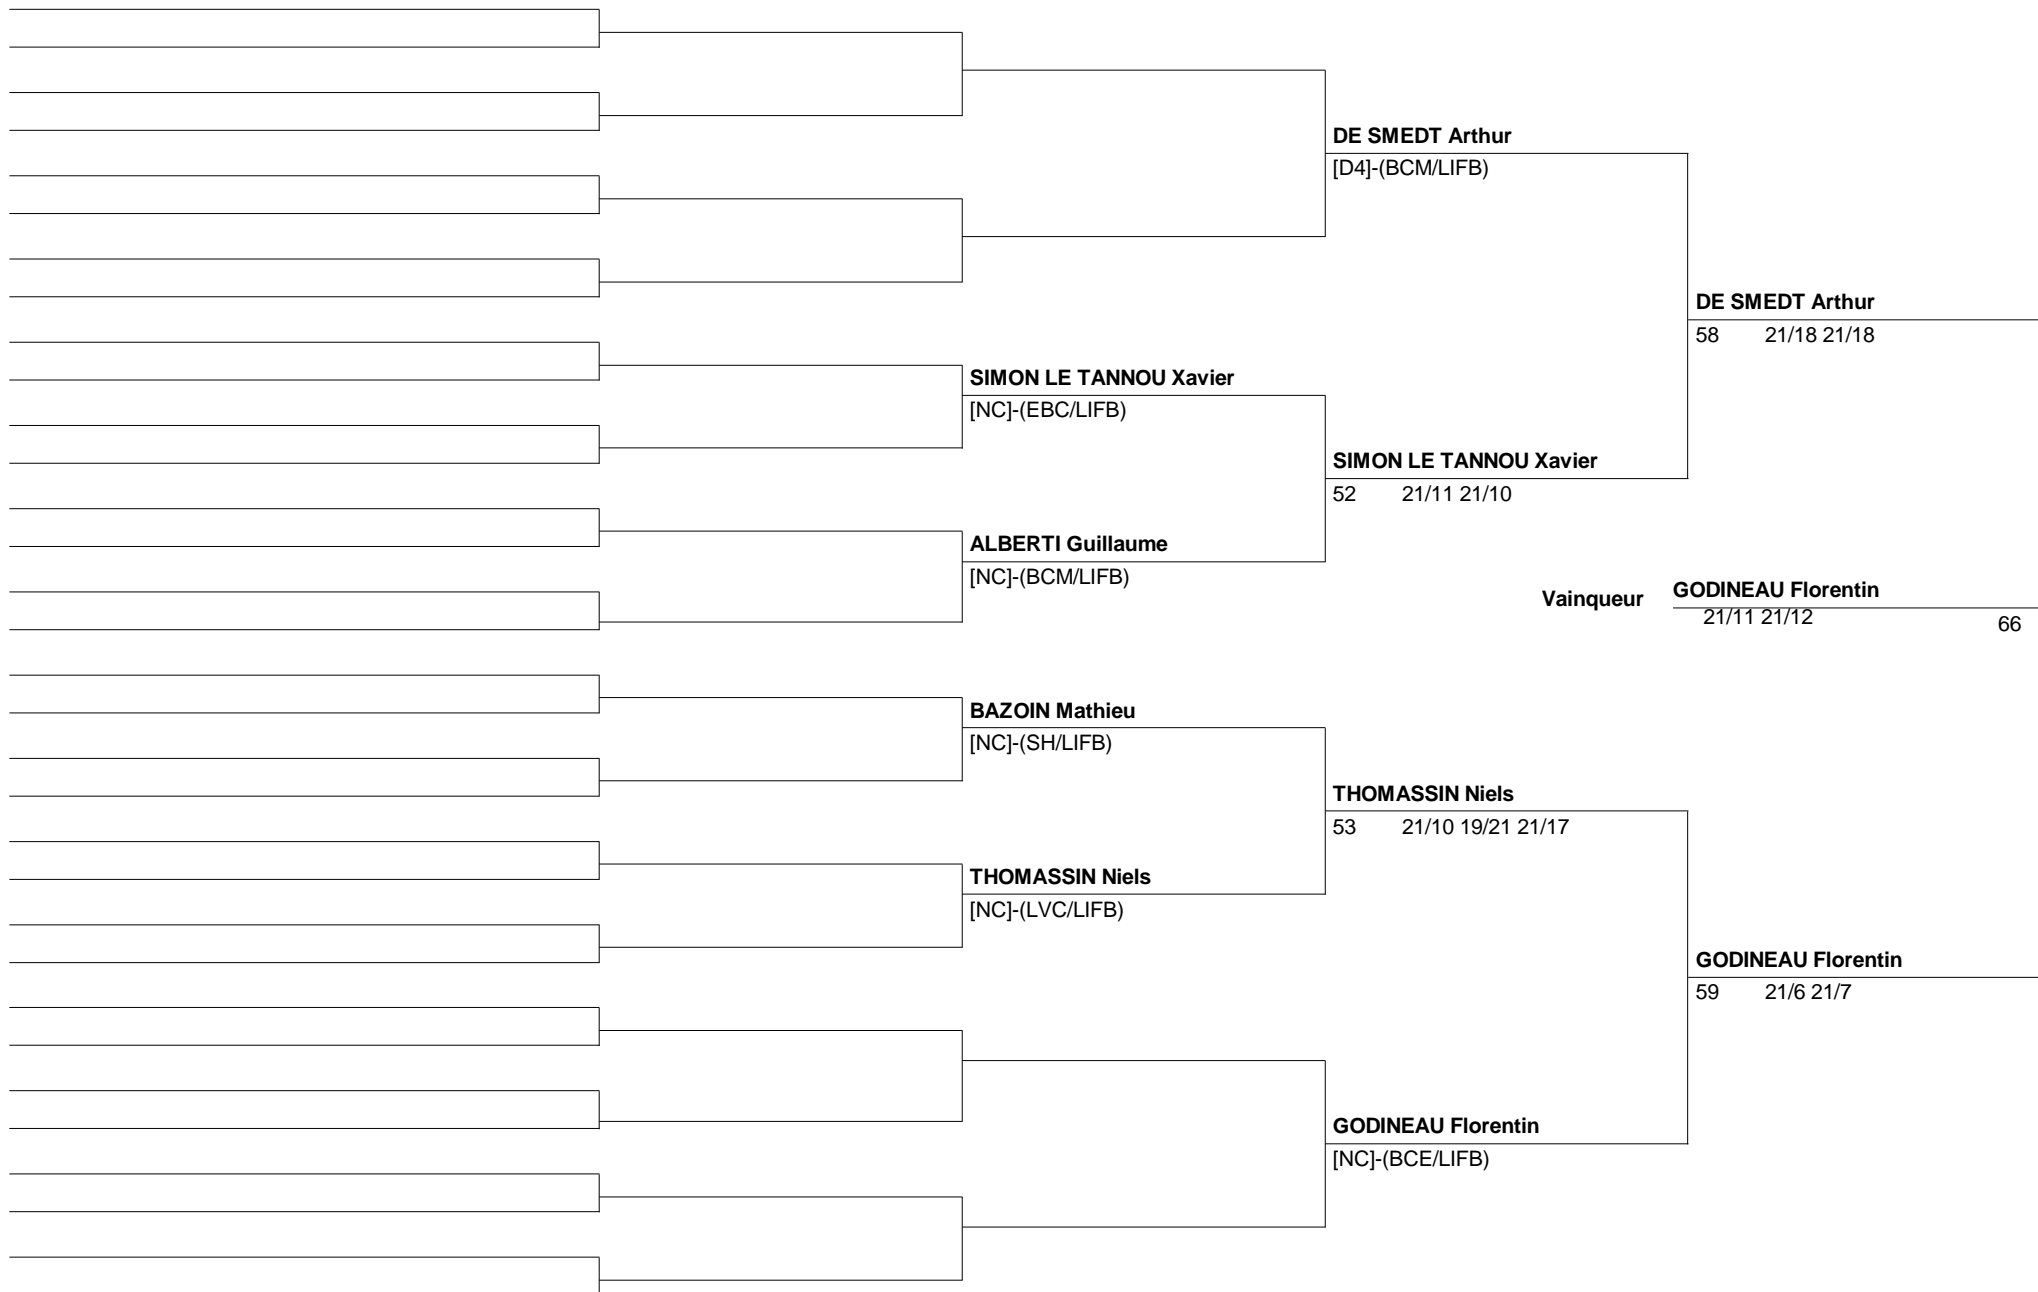 DE SMEDT Arthur
[D4]-(BCM/LIFB)
DE SMEDT Arthur
58 21/18 21/18
SIMON LE TANNOU Xavier
[NC]-(EBC/LIFB)
SIMON LE TANNOU Xavier
52 21/11 21/10
ALBERTI Guillaume
[NC]-(BCM/LIFB)
Vainqueur GODINEAU Florentin
21/11 21/12 66
BAZOIN Mathieu
[NC]-(SH/LIFB)
THOMASSIN Niels
53 21/10 19/21 21/17
THOMASSIN Niels
[NC]-(LVC/LIFB)
GODINEAU Florentin
59 21/6 21/7
GODINEAU Florentin
[NC]-(BCE/LIFB)